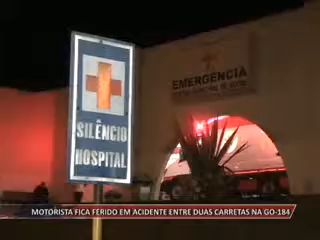 EMERGÊNCIA
SILÊNCIO
HOSPITAL
MOTORISTA FICA FERIDO EM ACIDENTE ENTRE DUAS CARRETAS NA GO-184